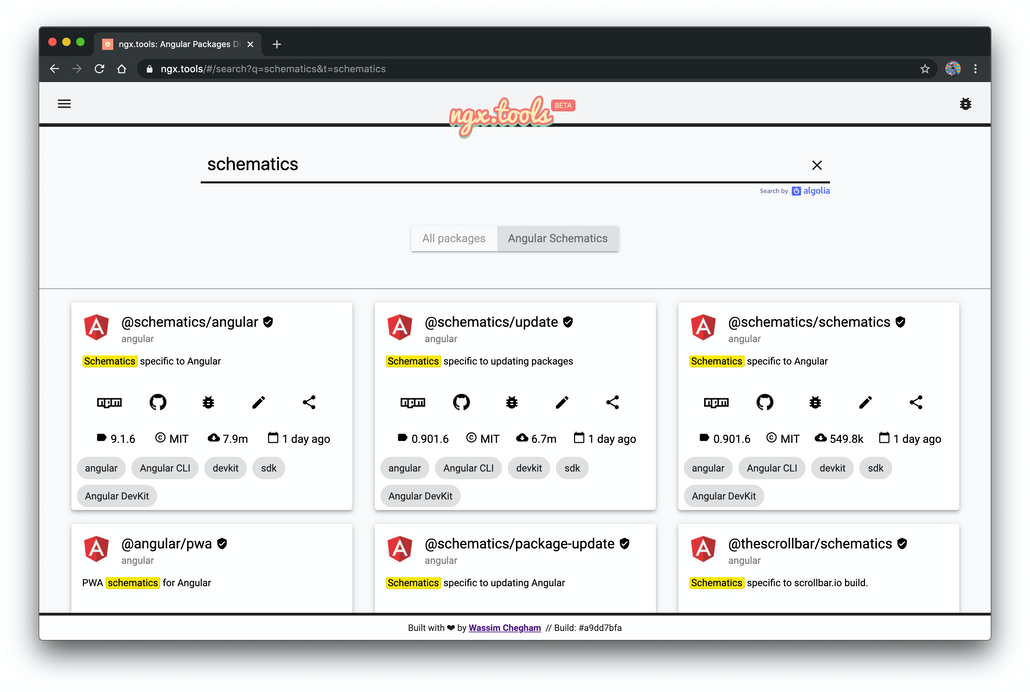 ngx.tools: Angular Packages D
ngx.tools/#/search?q=schematics&t=schematics
ngx.tools BETA
schematics
Search by algolia
All packages Angular Schematics
@schematics/angular
angular
Schematics specific to Angular
npm
9.1.6 MIT 7.9m 1 day ago
angular Angular CLI devkit sdk
Angular DevKit
@schematics/update
angular
Schematics specific to updating packages
npm
0.901.6 MIT 6.7m 1 day ago
angular Angular CLI devkit sdk
Angular DevKit
@schematics/schematics
angular
Schematics specific to Angular
npm
0.901.6 MIT 549.8k 1 day ago
angular Angular CLI devkit sdk
Angular DevKit
@angular/pwa
angular
PWA schematics for Angular
@schematics/package-update
angular
Schematics specific to updating Angular
@thescrollbar/schematics
angular
Schematics specific to scrollbar.io build.
Built with ❤ by Wassim Chegham // Build: #a9dd7bfa